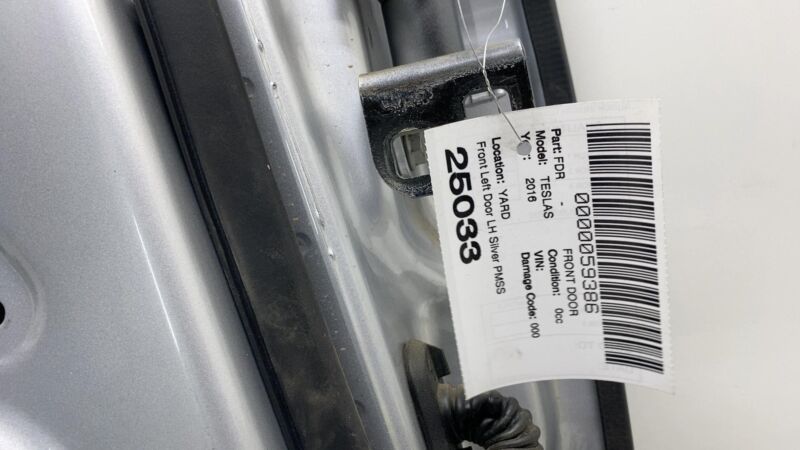 0000059386
Part: FDR - FRONT DOOR
Model: TESLAS Condition: 0cc
2016 VIN:
Damage Code: 000
Location: YARD
Front Left Door LH Silver PMSS
25033